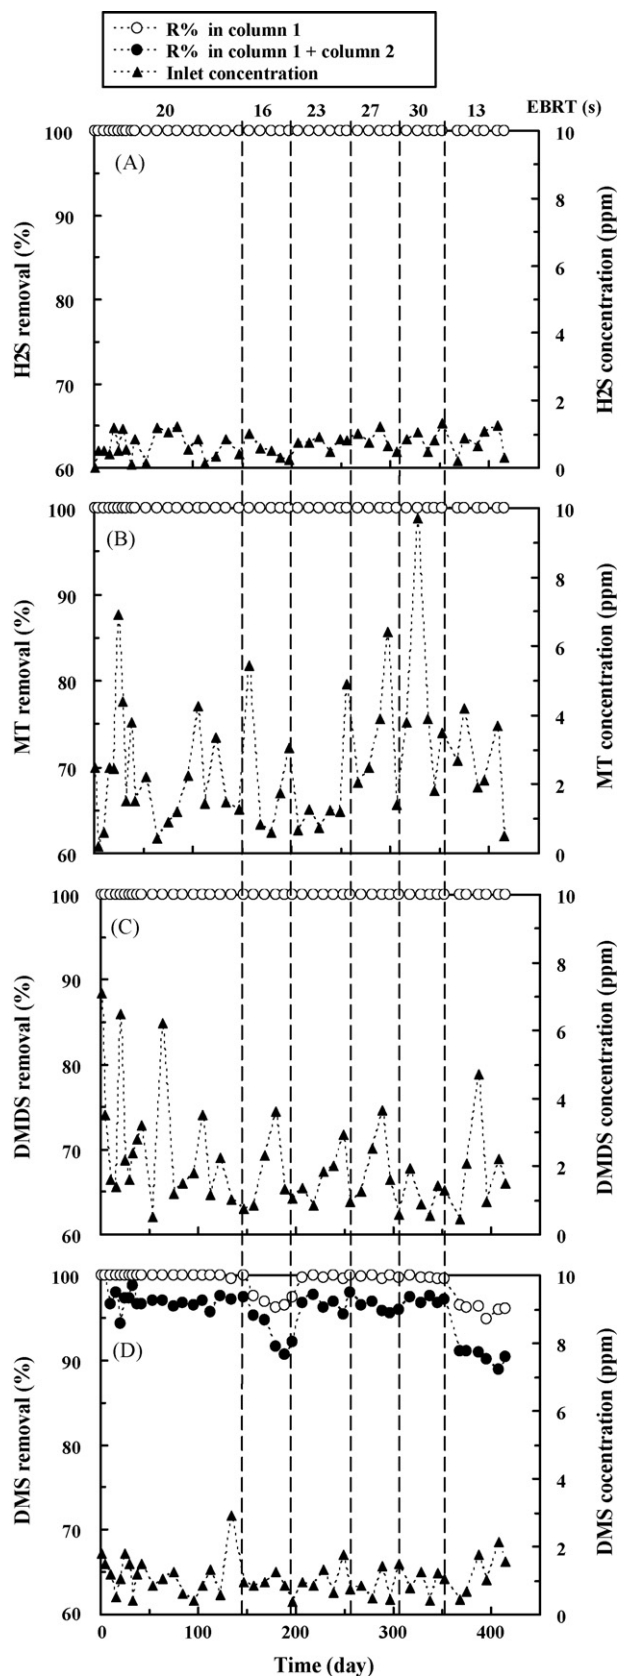 R% in column 1
R% in column 1 + column 2
Inlet concentration
20 16 23 27 30 13 EBRT (s)
100 10
(A)
90 8
6
80
4
70
2
60 0
H2S removal (%)
H2S concentration (ppm)
100 10
(B)
90 8
6
80
4
70
2
60 0
MT removal (%)
MT concentration (ppm)
100 10
(C)
90 8
6
80
4
70
2
60 0
DMDS removal (%)
DMDS concentration (ppm)
100 10
(D)
90 8
6
80
4
70
2
60 0
DMS removal (%)
DMS cocentration (ppm)
0 100 200 300 400
Time (day)